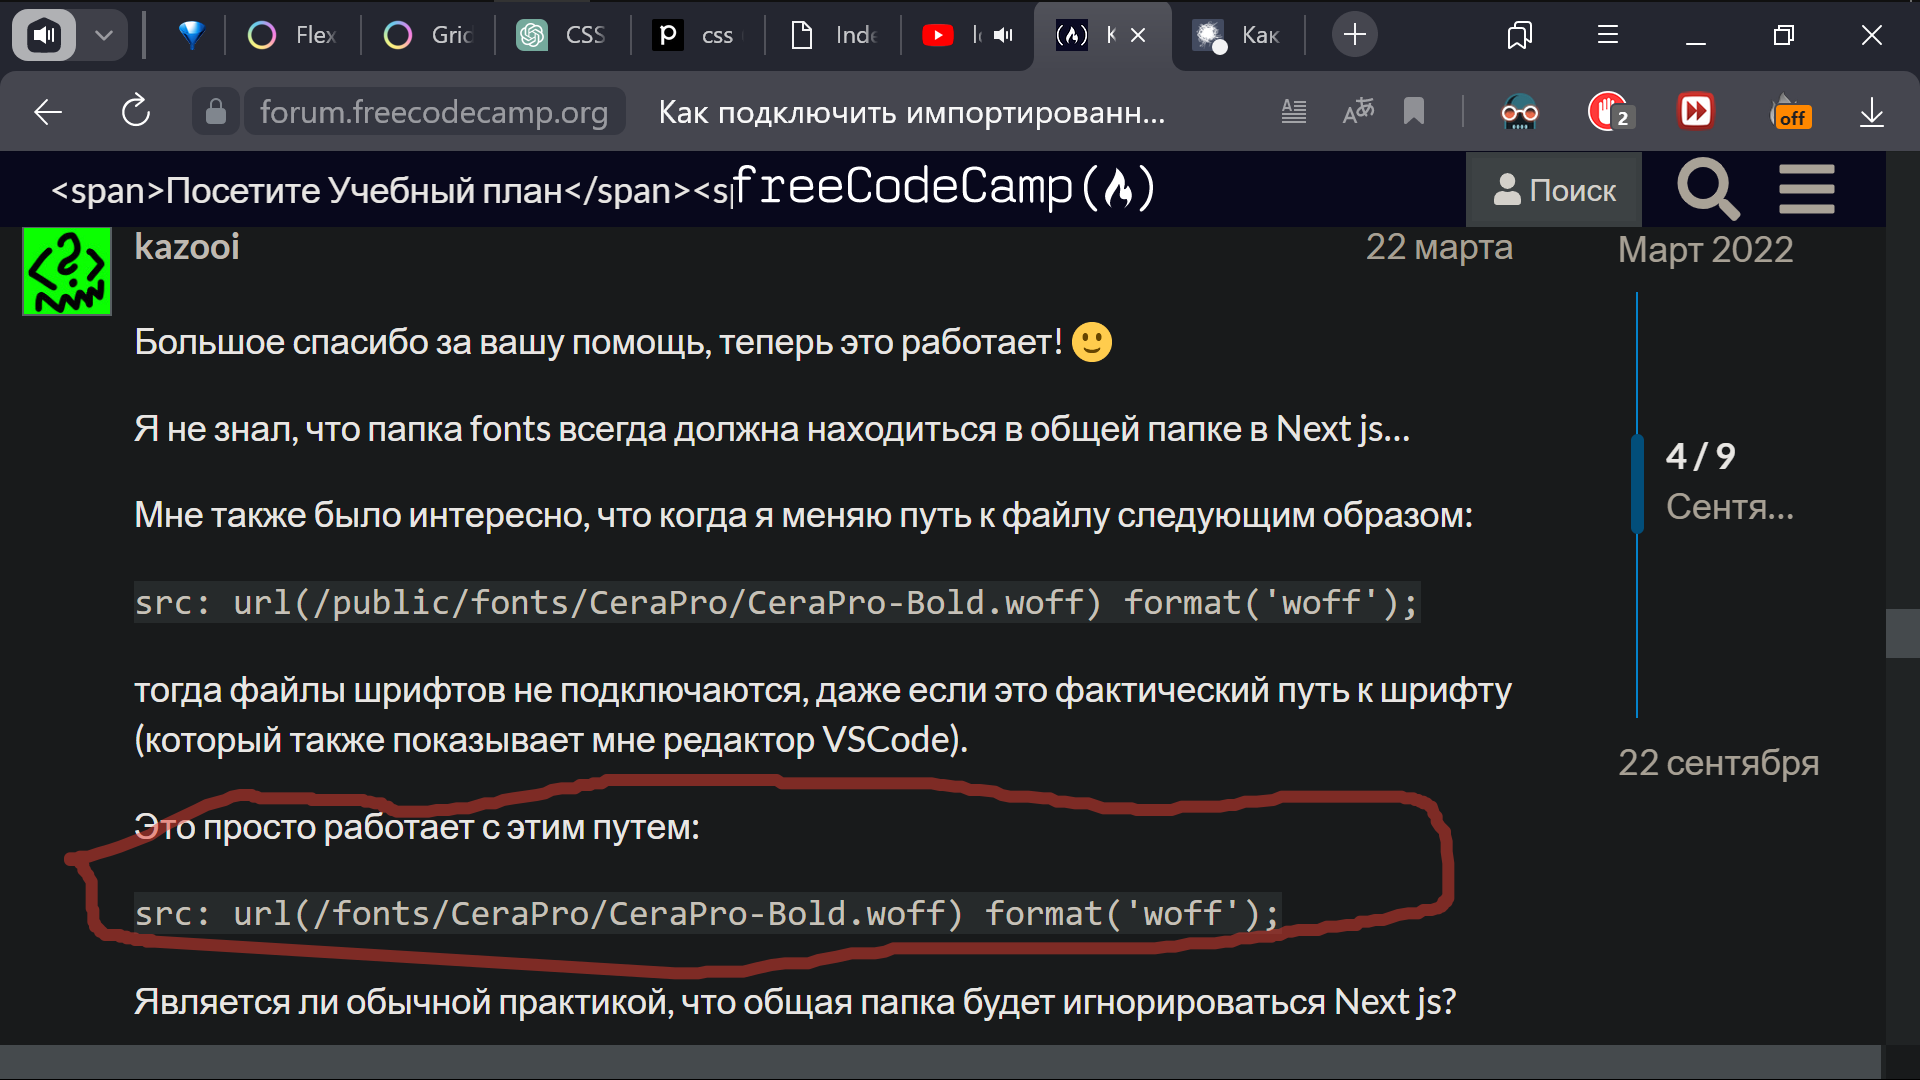 Flex
Grid
CSS
css
Inde
К
Как
forum.freecodecamp.org
Как подключить импортированн...
2
off
<span>Посетите Учебный план</span><s
freeCodeCamp(🔥)
Поиск
kazooi
22 марта
Март 2022
Большое спасибо за вашу помощь, теперь это работает! 🙂
Я не знал, что папка fonts всегда должна находиться в общей папке в Next js...
4 / 9
Сентя...
Мне также было интересно, что когда я меняю путь к файлу следующим образом:
src: url(/public/fonts/CeraPro/CeraPro-Bold.woff) format('woff');
тогда файлы шрифтов не подключаются, даже если это фактический путь к шрифту
(который также показывает мне редактор VSCode).
22 сентября
Это просто работает с этим путем:
src: url(/fonts/CeraPro/CeraPro-Bold.woff) format('woff');
Является ли обычной практикой, что общая папка будет игнорироваться Next js?